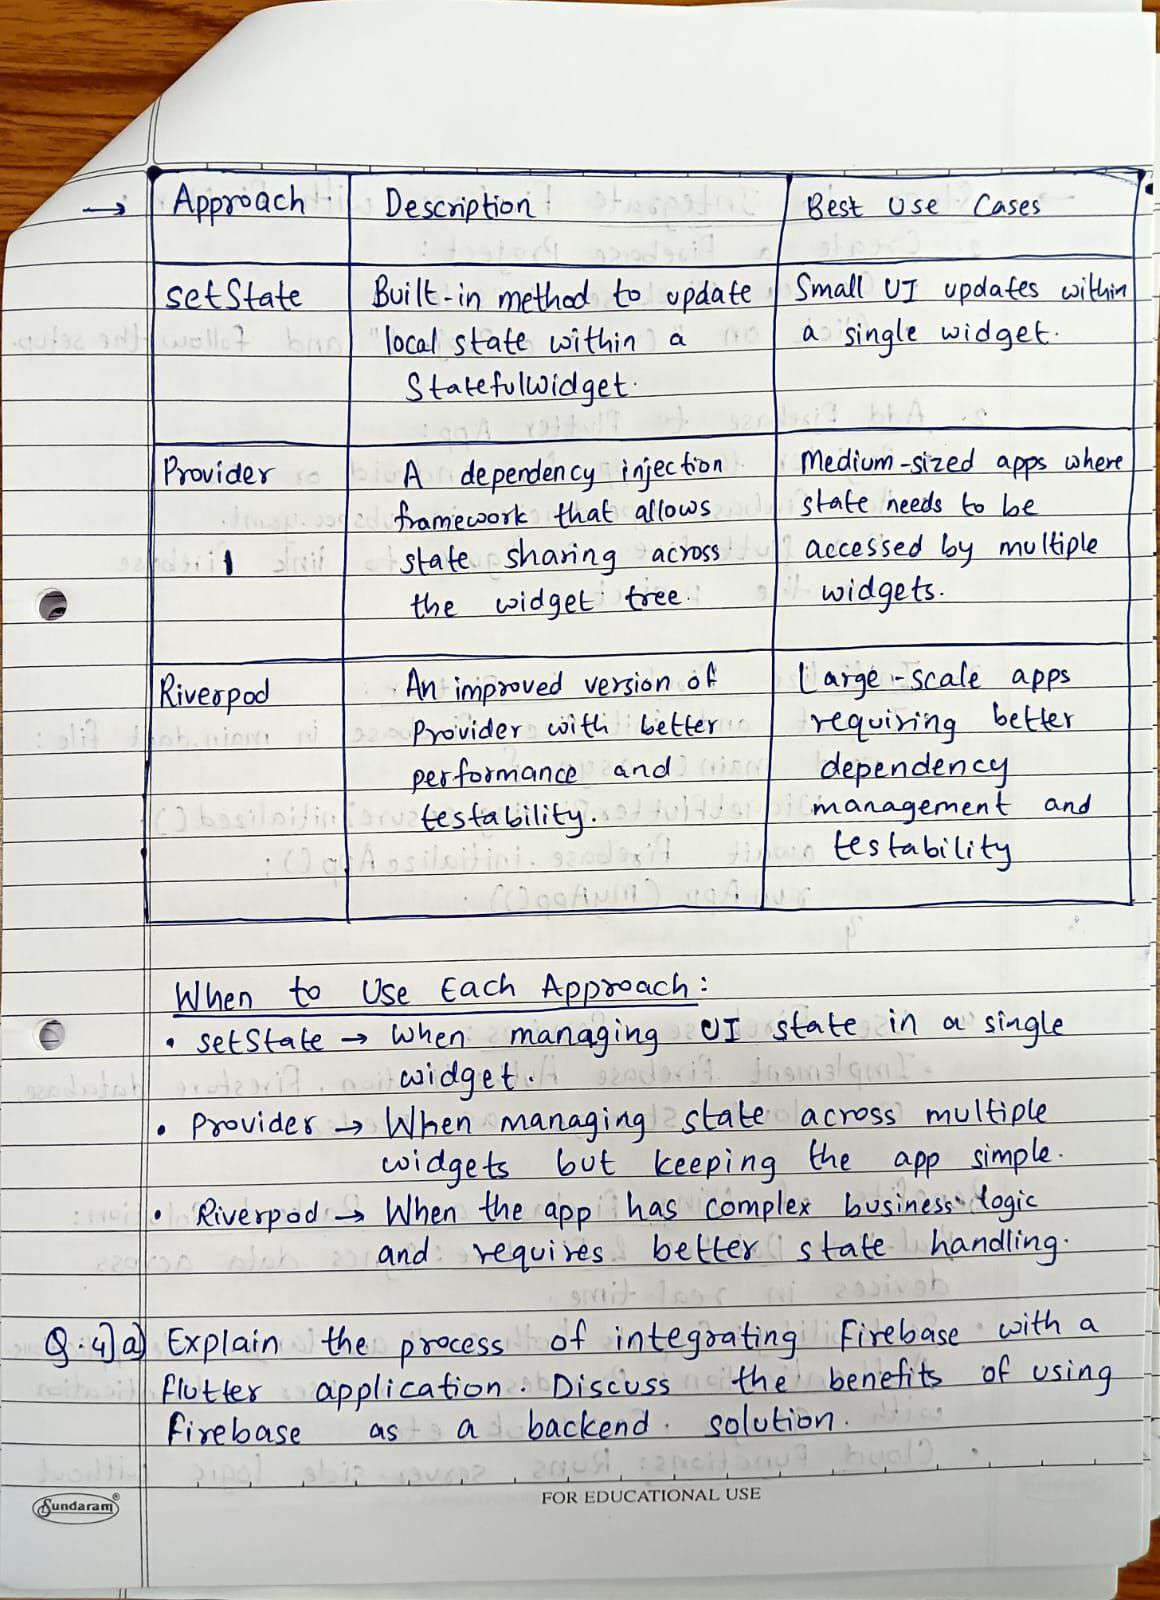 → Approach Description Best Use Cases
setState Built-in method to update Small UI updates within
local state within a a single widget.
StatefulWidget.
Provider A dependency injection Medium-sized apps where
framework that allows state needs to be
state sharing across accessed by multiple
the widget tree. widgets.
Riverpod An improved version of Large-scale apps
Provider with better requiring better
performance and dependency
testability. management and
testability
When to Use Each Approach:
• setState → When managing UI state in a single
widget.
• Provider → When managing state across multiple
widgets but keeping the app simple.
• Riverpod → When the app has complex business logic
and requires better state handling.
Q.4] a) Explain the process of integrating Firebase with a
flutter application. Discuss the benefits of using
firebase as a backend solution.
Sundaram®
FOR EDUCATIONAL USE